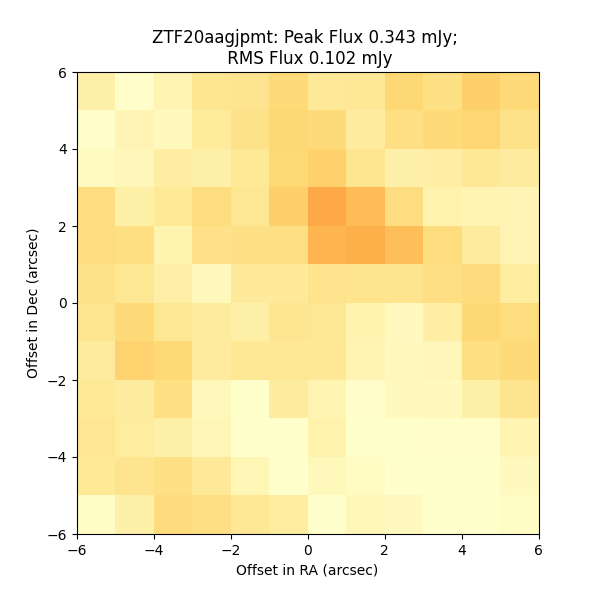 ZTF20aagjpmt: Peak Flux 0.343 mJy;
RMS Flux 0.102 mJy
6
4
2
0
−2
−4
−6
Offset in Dec (arcsec)
−6 −4 −2 0 2 4 6
Offset in RA (arcsec)